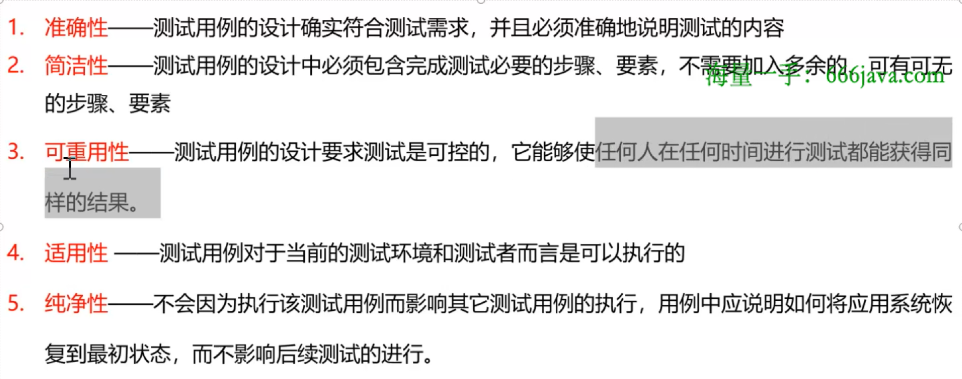 1. 准确性——测试用例的设计确实符合测试需求，并且必须准确地说明测试的内容
2. 简洁性——测试用例的设计中必须包含完成测试必要的步骤、要素，不需要加入多余的、可有可无
海量一手：666java.com
的步骤、要素
3. 可重用性——测试用例的设计要求测试是可控的，它能够使任何人在任何时间进行测试都能获得同
样的结果。
4. 适用性 ——测试用例对于当前的测试环境和测试者而言是可以执行的
5. 纯净性——不会因为执行该测试用例而影响其它测试用例的执行，用例中应说明如何将应用系统恢
复到最初状态，而不影响后续测试的进行。